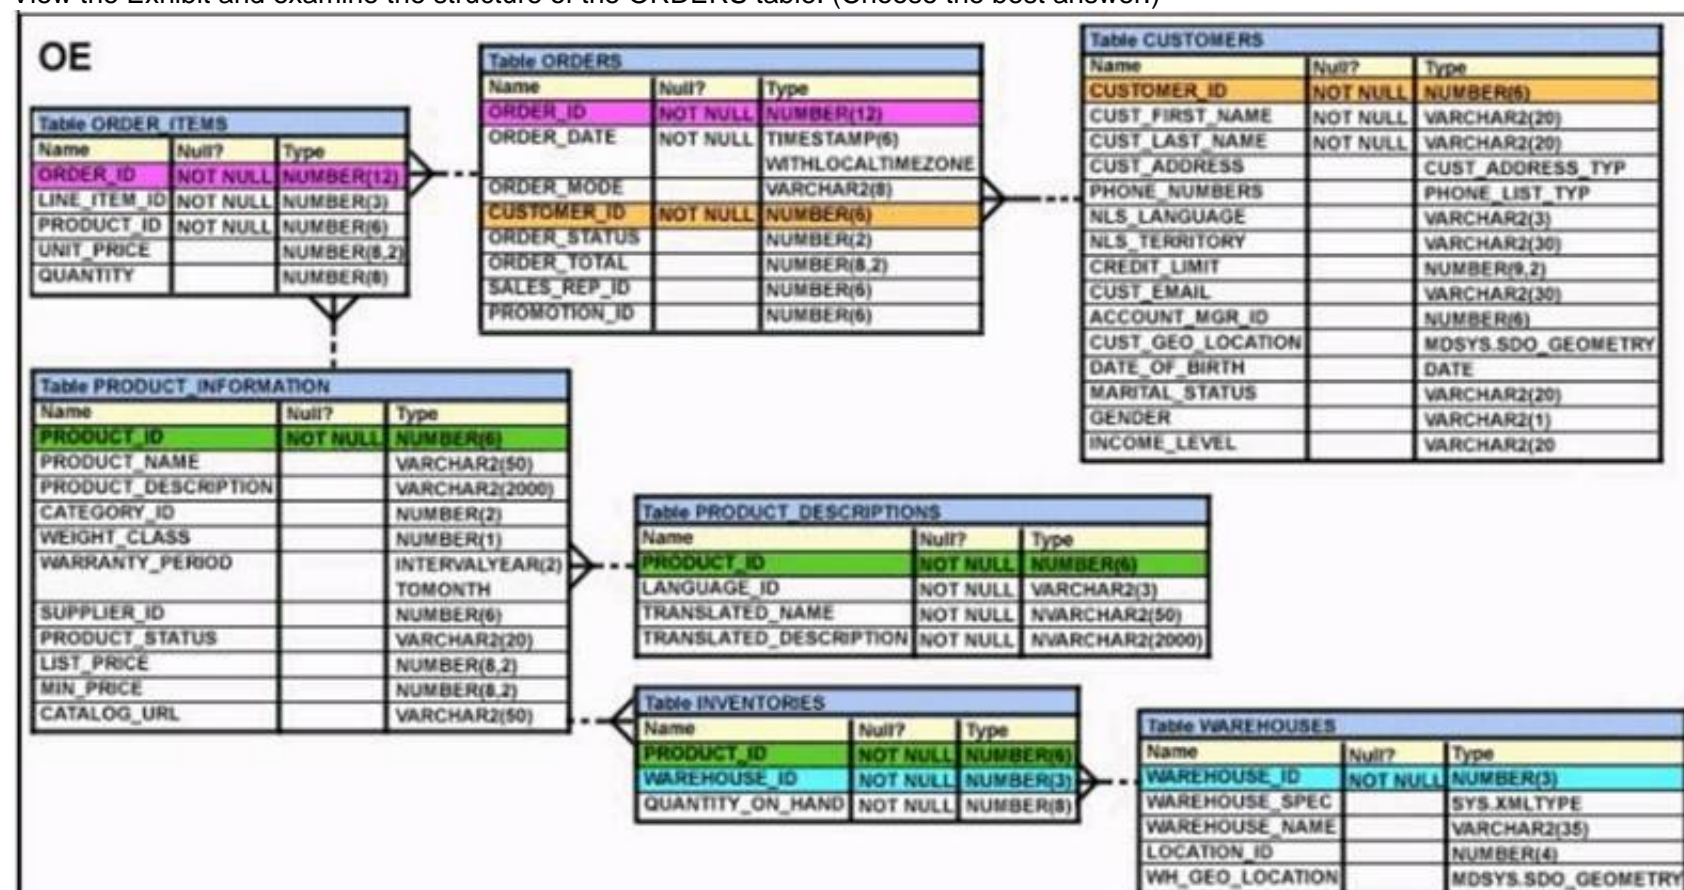 View the Exhibit and examine the structure of the ORDERS table. (Choose the best answer.)
OE
Table ORDER_ITEMS
Name Null? Type
ORDER_ID NOT NULL NUMBER(12)
LINE_ITEM_ID NOT NULL NUMBER(3)
PRODUCT_ID NOT NULL NUMBER(6)
UNIT_PRICE NUMBER(8,2)
QUANTITY NUMBER(8)
Table ORDERS
Name Null? Type
ORDER_ID NOT NULL NUMBER(12)
ORDER_DATE NOT NULL TIMESTAMP(6)
WITHLOCALTIMEZONE
ORDER_MODE VARCHAR2(8)
CUSTOMER_ID NOT NULL NUMBER(6)
ORDER_STATUS NUMBER(2)
ORDER_TOTAL NUMBER(8,2)
SALES_REP_ID NUMBER(6)
PROMOTION_ID NUMBER(6)
Table CUSTOMERS
Name Null? Type
CUSTOMER_ID NOT NULL NUMBER(6)
CUST_FIRST_NAME NOT NULL VARCHAR2(20)
CUST_LAST_NAME NOT NULL VARCHAR2(20)
CUST_ADDRESS CUST_ADDRESS_TYP
PHONE_NUMBERS PHONE_LIST_TYP
NLS_LANGUAGE VARCHAR2(3)
NLS_TERRITORY VARCHAR2(30)
CREDIT_LIMIT NUMBER(9,2)
CUST_EMAIL VARCHAR2(30)
ACCOUNT_MGR_ID NUMBER(6)
CUST_GEO_LOCATION MDSYS.SDO_GEOMETRY
DATE_OF_BIRTH DATE
MARITAL_STATUS VARCHAR2(20)
GENDER VARCHAR2(1)
INCOME_LEVEL VARCHAR2(20
Table PRODUCT_INFORMATION
Name Null? Type
PRODUCT_ID NOT NULL NUMBER(6)
PRODUCT_NAME VARCHAR2(50)
PRODUCT_DESCRIPTION VARCHAR2(2000)
CATEGORY_ID NUMBER(2)
WEIGHT_CLASS NUMBER(1)
WARRANTY_PERIOD INTERVALYEAR(2)
TOMONTH
SUPPLIER_ID NUMBER(6)
PRODUCT_STATUS VARCHAR2(20)
LIST_PRICE NUMBER(8,2)
MIN_PRICE NUMBER(8,2)
CATALOG_URL VARCHAR2(50)
Table PRODUCT_DESCRIPTIONS
Name Null? Type
PRODUCT_ID NOT NULL NUMBER(6)
LANGUAGE_ID NOT NULL VARCHAR2(3)
TRANSLATED_NAME NOT NULL NVARCHAR2(50)
TRANSLATED_DESCRIPTION NOT NULL NVARCHAR2(2000)
Table INVENTORIES
Name Null? Type
PRODUCT_ID NOT NULL NUMBER(6)
WAREHOUSE_ID NOT NULL NUMBER(3)
QUANTITY_ON_HAND NOT NULL NUMBER(8)
Table WAREHOUSES
Name Null? Type
WAREHOUSE_ID NOT NULL NUMBER(3)
WAREHOUSE_SPEC SYS.XMLTYPE
WAREHOUSE_NAME VARCHAR2(35)
LOCATION_ID NUMBER(4)
WH_GEO_LOCATION MDSYS.SDO_GEOMETRY